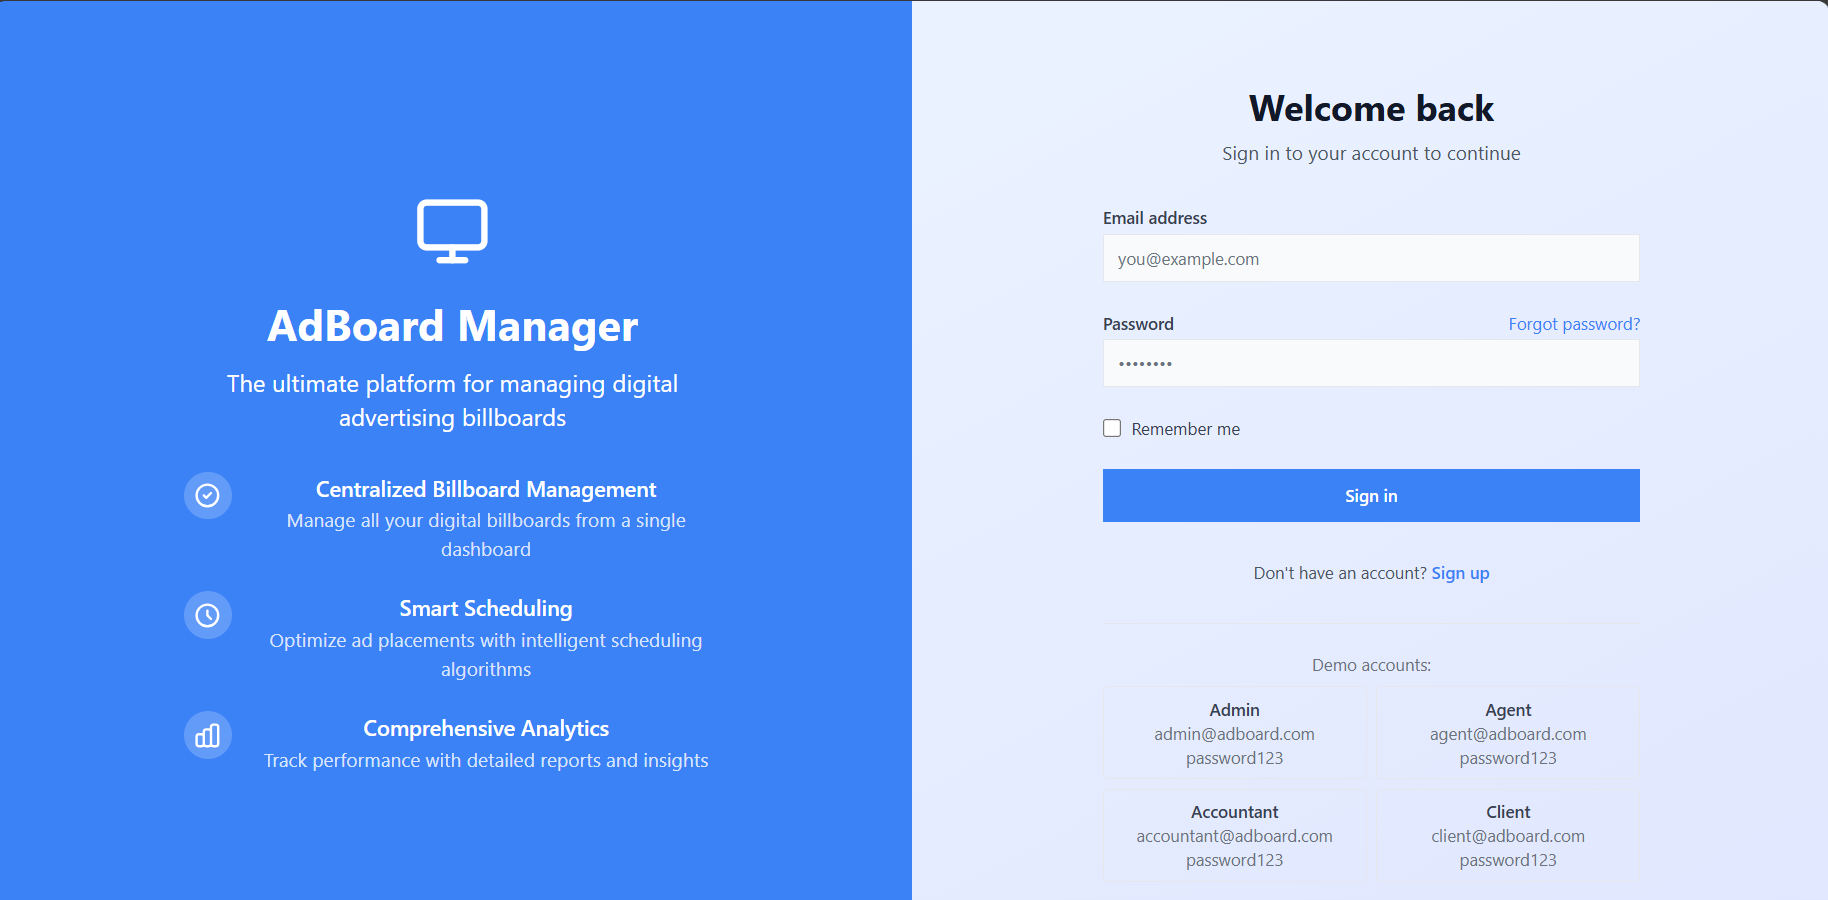 AdBoard Manager
The ultimate platform for managing digital
advertising billboards
Centralized Billboard Management
Manage all your digital billboards from a single
dashboard
Smart Scheduling
Optimize ad placements with intelligent scheduling
algorithms
Comprehensive Analytics
Track performance with detailed reports and insights
Welcome back
Sign in to your account to continue
Email address
you@example.com
Password
Forgot password?
••••••••
Remember me
Sign in
Don't have an account? Sign up
Demo accounts:
Admin
admin@adboard.com
password123
Agent
agent@adboard.com
password123
Accountant
accountant@adboard.com
password123
Client
client@adboard.com
password123